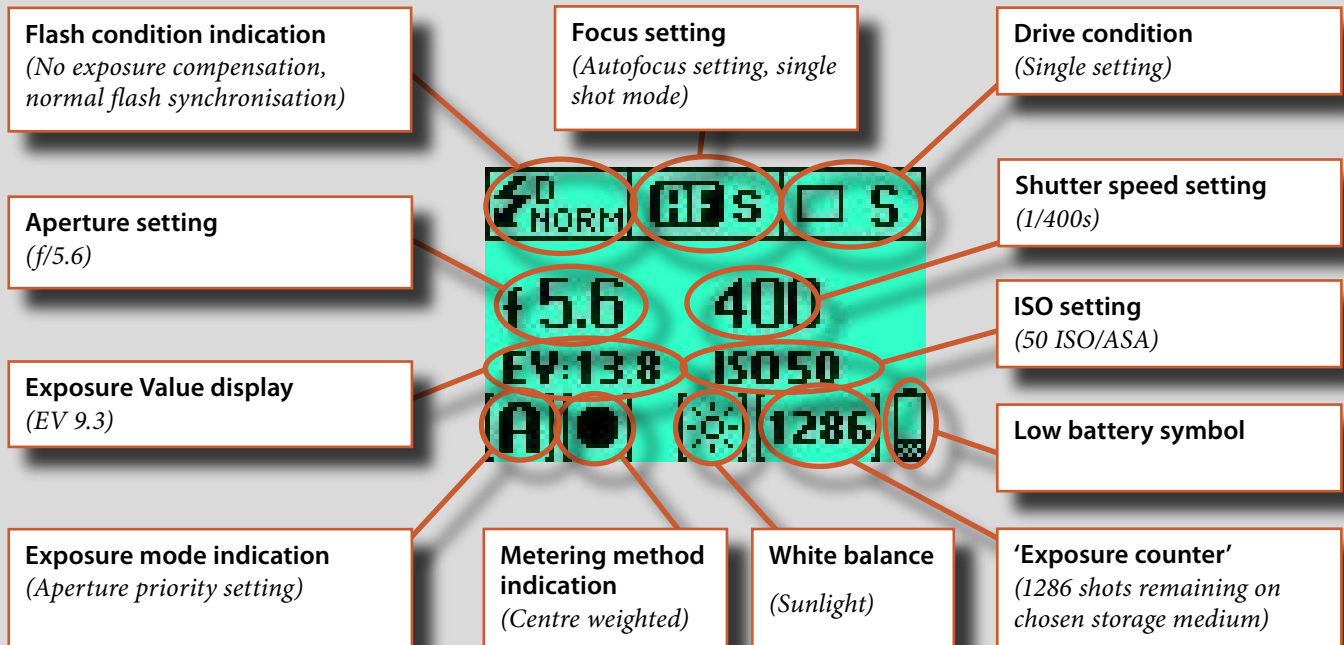 Flash condition indication
(No exposure compensation,
normal flash synchronisation)
Focus setting
(Autofocus setting, single
shot mode)
Drive condition
(Single setting)
Aperture setting
(f/5.6)
Shutter speed setting
(1/400s)
Exposure Value display
(EV 9.3)
ISO setting
(50 ISO/ASA)
Low battery symbol
D
NORM
AF S
S
f 5.6
400
EV:13.8
ISO50
[A]
[1286]
Exposure mode indication
(Aperture priority setting)
Metering method
indication
(Centre weighted)
White balance
(Sunlight)
‘Exposure counter’
(1286 shots remaining on
chosen storage medium)